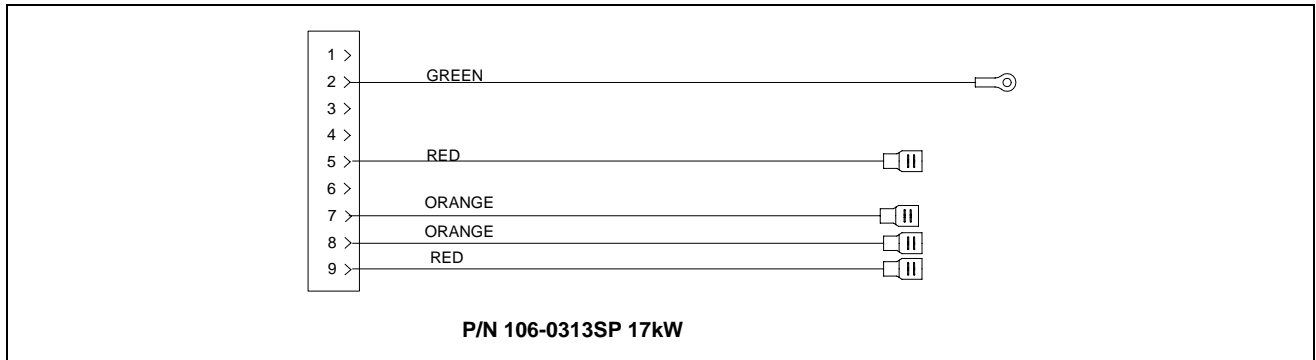 1
2 GREEN
3
4
5 RED
6
7 ORANGE
8 ORANGE
9 RED
P/N 106-0313SP 17kW